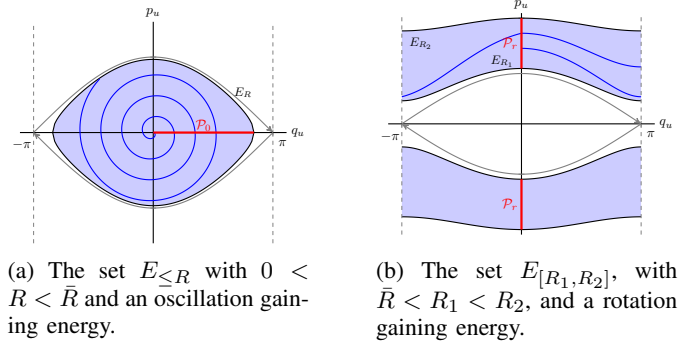 p_u
E_R
𝒫_0
q_u
−π
π
(a) The set E_{≤R} with 0 <
R < R̄ and an oscillation gain-
ing energy.
p_u
E_{R_2}
𝒫_r
E_{R_1}
q_u
−π
π
𝒫_r
(b) The set E_{[R_1,R_2]}, with
R̄ < R_1 < R_2, and a rotation
gaining energy.